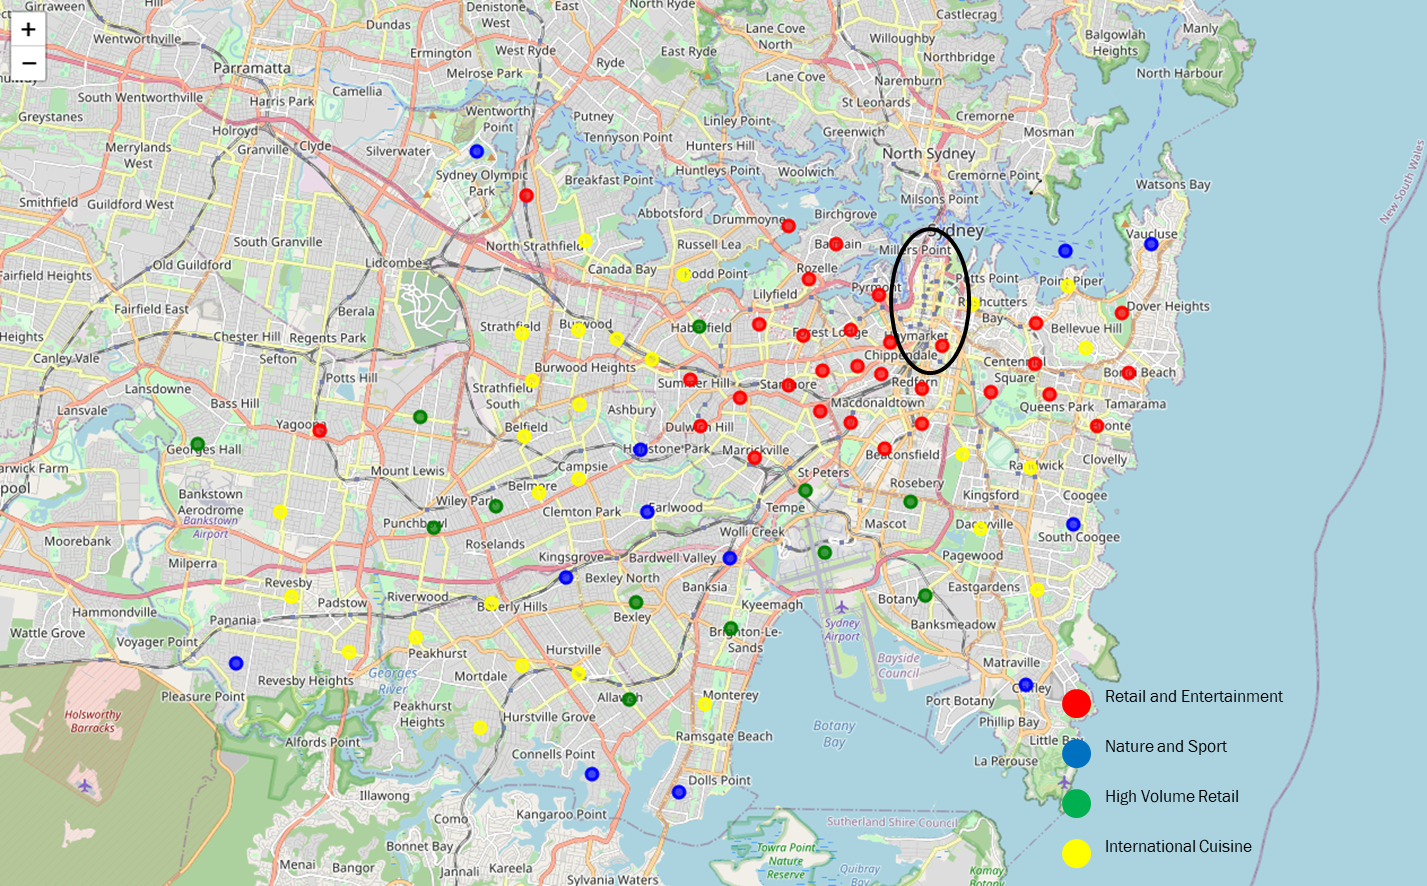 Girraween
Hill
Denistone
West
East
North Ryde
Castlecrag
+
−
Wentworthville
Dundas
Lane Cove
North
Willoughby
Balgowlah
Heights
Manly
Ermington
West Ryde
East Ryde
Northbridge
Parramatta
Melrose Park
Ryde
Lane Cove
Naremburn
North Harbour
South Wentworthville
Harris Park
Camellia
St Leonards
Greystanes
Wentworth
Point
Putney
Linley Point
Cremorne
Holroyd
Tennyson Point
Greenwich
Mosman
Merrylands
West
Granville
Clyde
Silverwater
Hunters Hill
North Sydney
Sydney Olympic
Park
Breakfast Point
Huntleys Point
Woolwich
Cremorne Point
Watsons Bay
New South Wales
Smithfield
Guildford West
Abbotsford
Drummoyne
Birchgrove
Milsons Point
South Granville
North Strathfield
Russell Lea
Balmain
Sydney
Vaucluse
Millers Point
Old Guildford
Lidcombe
Canada Bay
Rodd Point
Rozelle
Potts Point
Point Piper
Fairfield Heights
Lilyfield
Pyrmont
Rushcutters
Bay
Dover Heights
Fairfield East
Berala
Strathfield
Burwood
Haberfield
Forest Lodge
Haymarket
Bellevue Hill
Heights
Chester Hill
Regents Park
Canley Vale
Sefton
Burwood Heights
Chippendale
Centennial
Square
Bondi Beach
Potts Hill
Summer Hill
Stanmore
Redfern
Lansdowne
Strathfield
South
Macdonaldtown
Queens Park
Tamarama
Lansvale
Bass Hill
Ashbury
Yagoona
Belfield
Dulwich Hill
Bronte
Georges Hall
Hurlstone Park
Marrickville
Beaconsfield
Clovelly
Warwick Farm
Mount Lewis
Campsie
St Peters
Randwick
Belmore
Rosebery
Bankstown
Aerodrome
Wiley Park
Earlwood
Tempe
Kingsford
Coogee
Bankstown
Airport
Punchbowl
Clemton Park
Mascot
Daceyville
Wolli Creek
South Coogee
Moorebank
Roselands
Kingsgrove
Bardwell Valley
Pagewood
Milperra
Bexley North
Banksia
Eastgardens
Revesby
Riverwood
Beverly Hills
Kyeemagh
Botany
Hammondville
Padstow
Bexley
Sydney
Airport
Banksmeadow
Wattle Grove
Panania
Brighton-Le-
Sands
Voyager Point
Peakhurst
Hurstville
Bayside
Council
Matraville
Georges
River
Mortdale
Pleasure Point
Revesby Heights
Allawah
Monterey
Chifley
Port Botany
Holsworthy
Barracks
Peakhurst
Heights
Hurstville Grove
Botany
Bay
Phillip Bay
Alfords Point
Ramsgate Beach
Little Bay
Connells Point
La Perouse
Dolls Point
Illawong
Como
Kangaroo Point
Sutherland Shire Council
Bonnet Bay
Towra Point
Nature
Reserve
Menai
Bangor
Jannali
Kareela
Quibray
Bay
Kamay
Botany
Sylvania Waters
Retail and Entertainment
Nature and Sport
High Volume Retail
International Cuisine